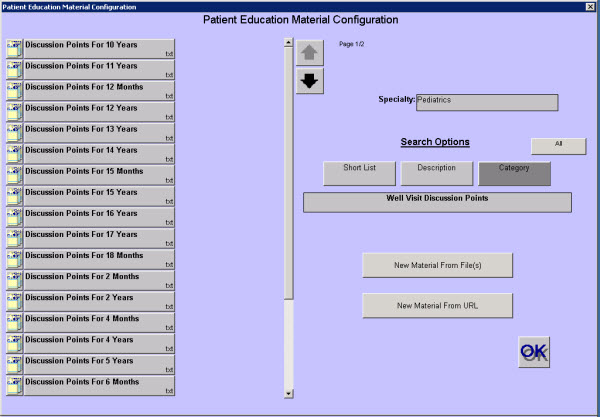 Patient Education Material Configuration
Patient Education Material Configuration
Discussion Points For 10 Years
txt
Discussion Points For 11 Years
txt
Discussion Points For 12 Months
txt
Discussion Points For 12 Years
txt
Discussion Points For 13 Years
txt
Discussion Points For 14 Years
txt
Discussion Points For 15 Months
txt
Discussion Points For 15 Years
txt
Discussion Points For 16 Years
txt
Discussion Points For 17 Years
txt
Discussion Points For 18 Months
txt
Discussion Points For 2 Months
txt
Discussion Points For 2 Years
txt
Discussion Points For 4 Months
txt
Discussion Points For 4 Years
txt
Discussion Points For 5 Years
txt
Discussion Points For 6 Months
txt
Page 1/2
Specialty: Pediatrics
Search Options
All
Short List Description Category
Well Visit Discussion Points
New Material From File(s)
New Material From URL
OK